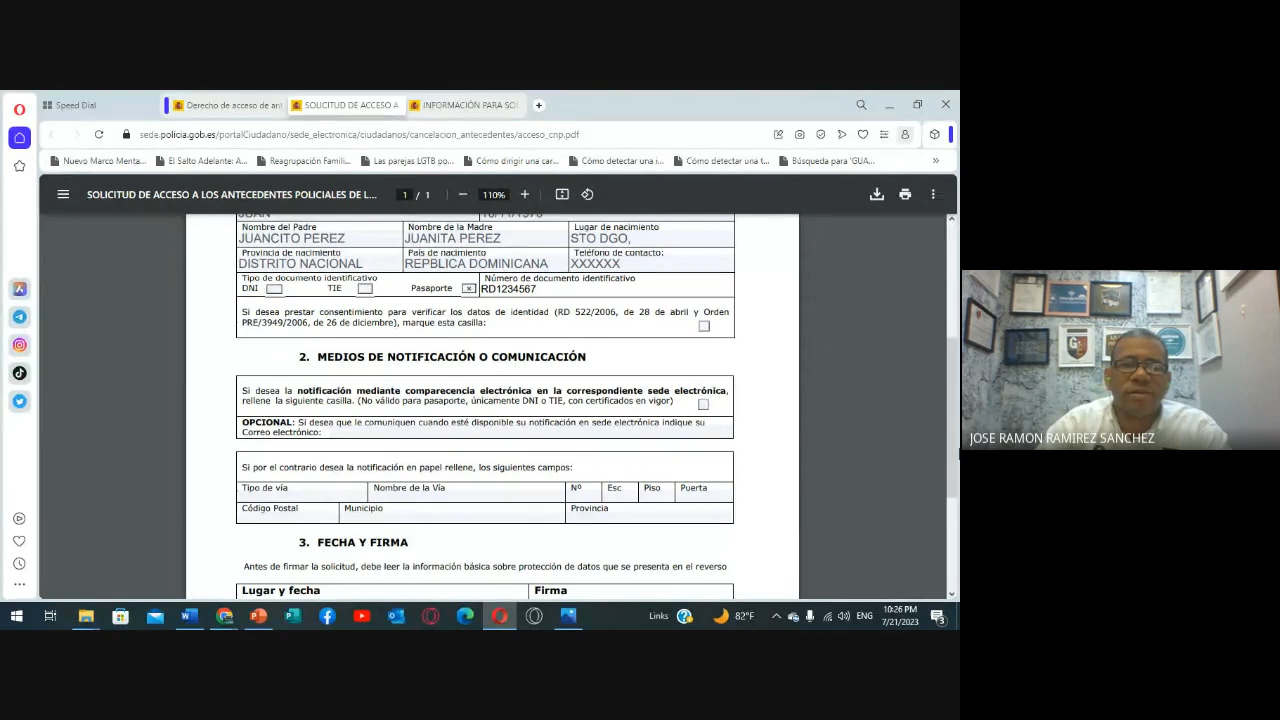 Speed Dial
Derecho de acceso de an
SOLICITUD DE ACCESO A
INFORMACIÓN PARA SO
sede.policia.gob.es/portalCiudadano/sede_electronica/ciudadanos/cancelacion_antecedentes/acceso_cnp.pdf
Nuevo Marco Menta...
El Salto Adelante: A...
Reagrupación Famili...
Las parejas LGTB po...
Cómo dirigir una car...
Cómo detectar una i...
Cómo detectar una t...
Búsqueda para 'GUA...
»
SOLICITUD DE ACCESO A LOS ANTECEDENTES POLICIALES DE L...
1 / 1
110%
JUAN
Nombre del Padre
Nombre de la Madre
Lugar de nacimiento
JUANCITO PEREZ
JUANITA PEREZ
STO DGO,
Provincia de nacimiento
País de nacimiento
Teléfono de contacto:
DISTRITO NACIONAL
REPBLICA DOMINICANA
XXXXXX
Tipo de documento identificativo
Número de documento identificativo
DNI
TIE
Pasaporte
x
RD1234567
Si desea prestar consentimiento para verificar los datos de identidad (RD 522/2006, de 28 de abril y Orden
PRE/3949/2006, de 26 de diciembre), marque esta casilla:
2. MEDIOS DE NOTIFICACIÓN O COMUNICACIÓN
Si desea la notificación mediante comparecencia electrónica en la correspondiente sede electrónica,
rellene la siguiente casilla. (No válido para pasaporte, únicamente DNI o TIE, con certificados en vigor)
OPCIONAL: Si desea que le comuniquen cuando esté disponible su notificación en sede electrónica indique su
Correo electrónico:
Si por el contrario desea la notificación en papel rellene, los siguientes campos:
Tipo de vía
Nombre de la Vía
Nº
Esc
Piso
Puerta
Código Postal
Municipio
Provincia
3. FECHA Y FIRMA
Antes de firmar la solicitud, debe leer la información básica sobre protección de datos que se presenta en el reverso
Lugar y fecha
Firma
Links
82°F
ENG
10:26 PM
7/21/2023
3
JOSE RAMON RAMIREZ SANCHEZ